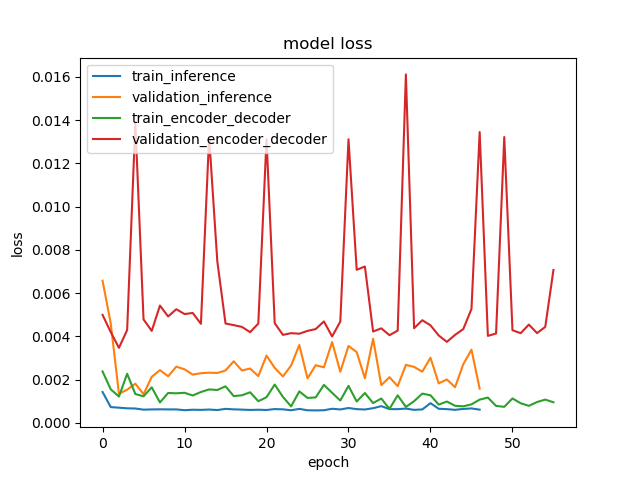 model loss
train_inference
validation_inference
train_encoder_decoder
validation_encoder_decoder
0.016
0.014
0.012
0.010
0.008
0.006
0.004
0.002
0.000
loss
0 10 20 30 40 50
epoch